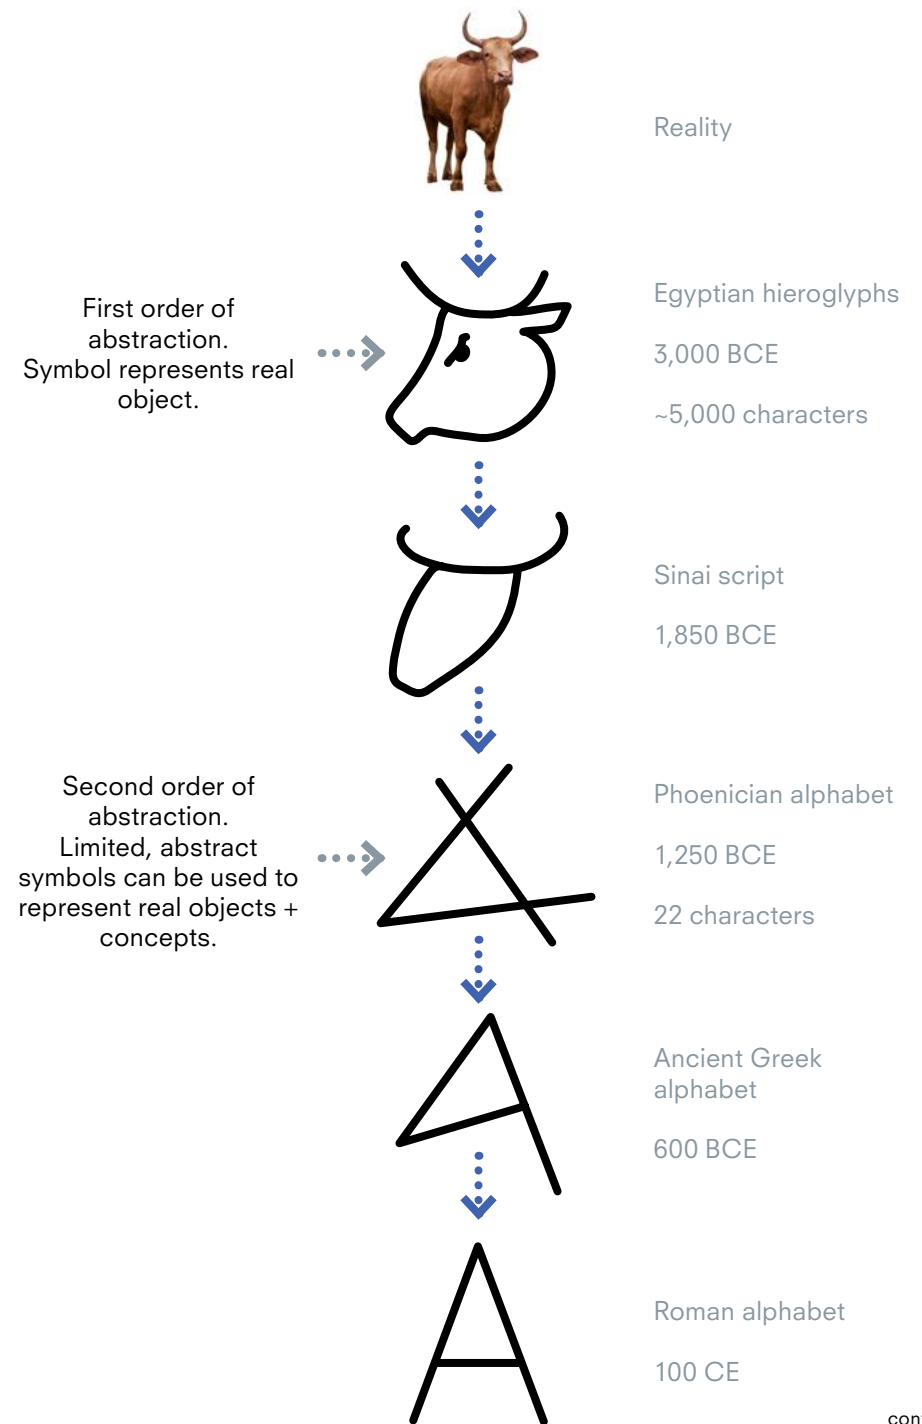 Reality
First order of
abstraction.
Symbol represents real
object.
Egyptian hieroglyphs
3,000 BCE
~5,000 characters
Sinai script
1,850 BCE
Second order of
abstraction.
Limited, abstract
symbols can be used to
represent real objects +
concepts.
Phoenician alphabet
1,250 BCE
22 characters
Ancient Greek
alphabet
600 BCE
A
Roman alphabet
100 CE